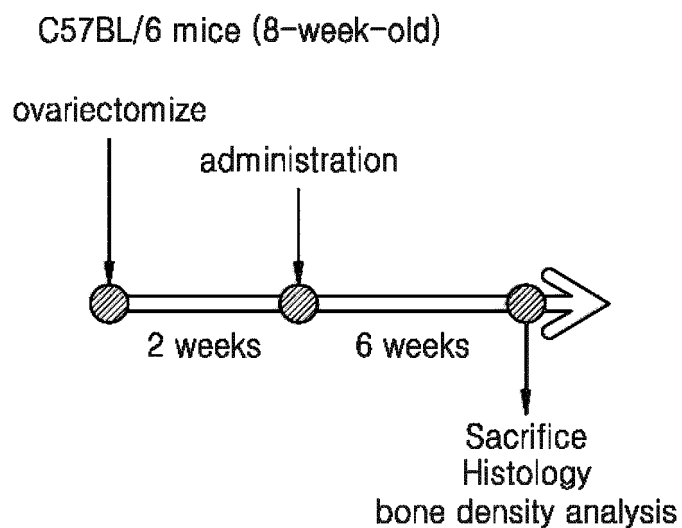 C57BL/6 mice (8-week-old)
ovariectomize
administration
2 weeks
6 weeks
Sacrifice
Histology
bone density analysis